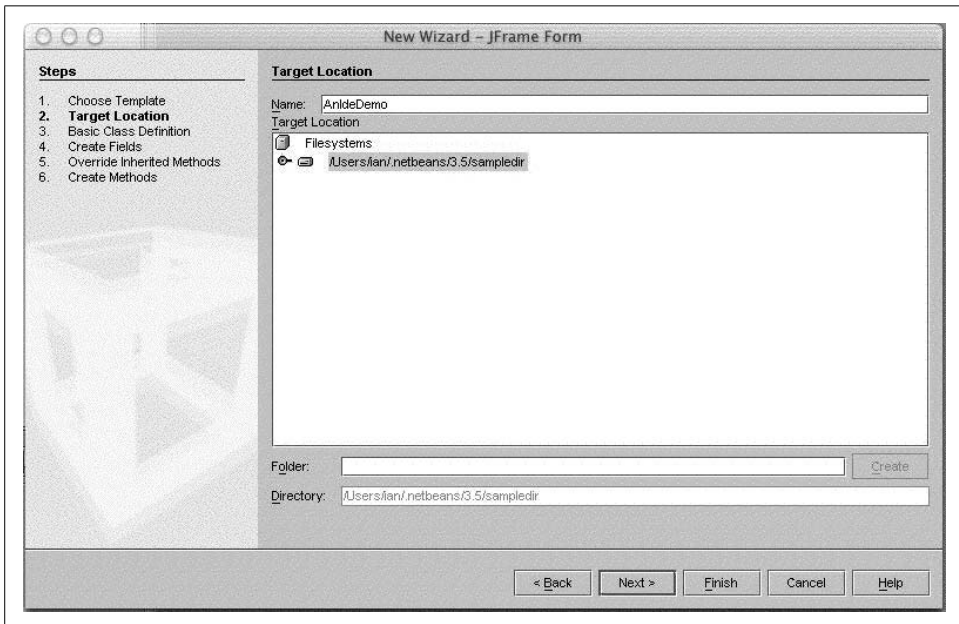 New Wizard – JFrame Form
Steps
1. Choose Template
2. Target Location
3. Basic Class Definition
4. Create Fields
5. Override Inherited Methods
6. Create Methods
Target Location
Name: AnIdeDemo
Target Location
Filesystems
/Users/ian/.netbeans/3.5/sampledir
Folder:
Create
Directory: /Users/ian/.netbeans/3.5/sampledir
< Back
Next >
Finish
Cancel
Help